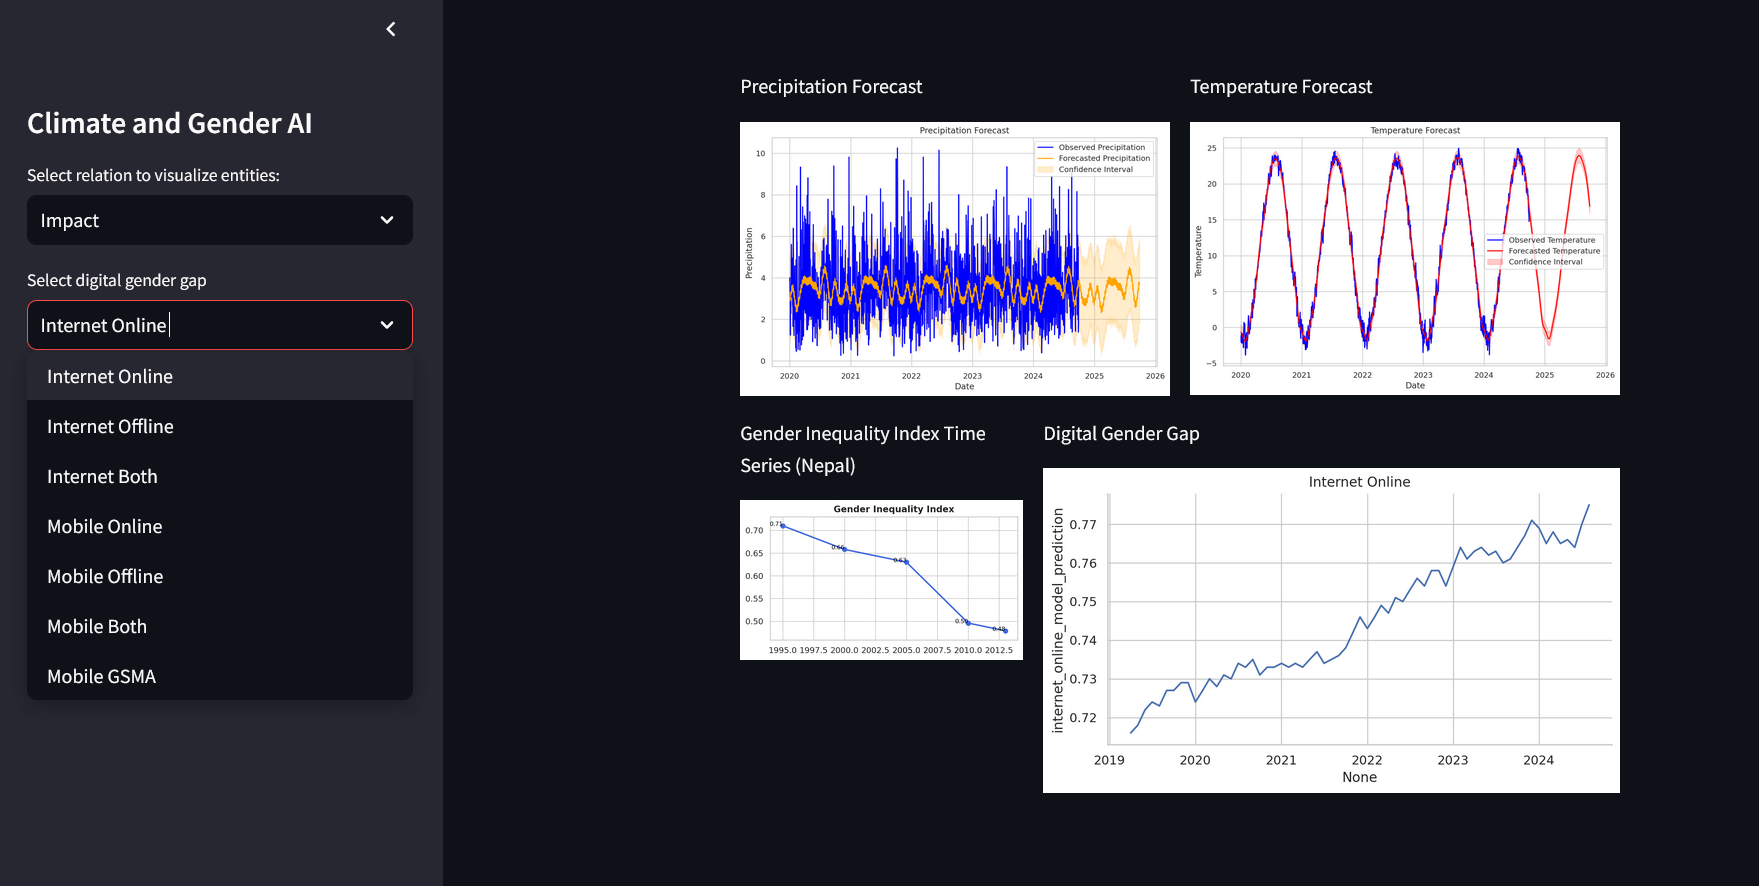 Climate and Gender AI
Select relation to visualize entities:
Impact
Select digital gender gap
Internet Online
Internet Online
Internet Offline
Internet Both
Mobile Online
Mobile Offline
Mobile Both
Mobile GSMA
Precipitation Forecast
Precipitation Forecast
Observed Precipitation
Forecasted Precipitation
Confidence Interval
Precipitation
10
8
6
4
2
0
2020 2021 2022 2023 2024 2025 2026
Date
Temperature Forecast
Temperature Forecast
Observed Temperature
Forecasted Temperature
Confidence Interval
Temperature
25
20
15
10
5
0
−5
2020 2021 2022 2023 2024 2025 2026
Date
Gender Inequality Index Time
Series (Nepal)
Gender Inequality Index
0.70
0.65
0.60
0.55
0.50
0.71
0.66
0.63
0.50
0.48
1995.0 1997.5 2000.0 2002.5 2005.0 2007.5 2010.0 2012.5
Digital Gender Gap
Internet Online
internet_online_model_prediction
0.77
0.76
0.75
0.74
0.73
0.72
2019 2020 2021 2022 2023 2024
None